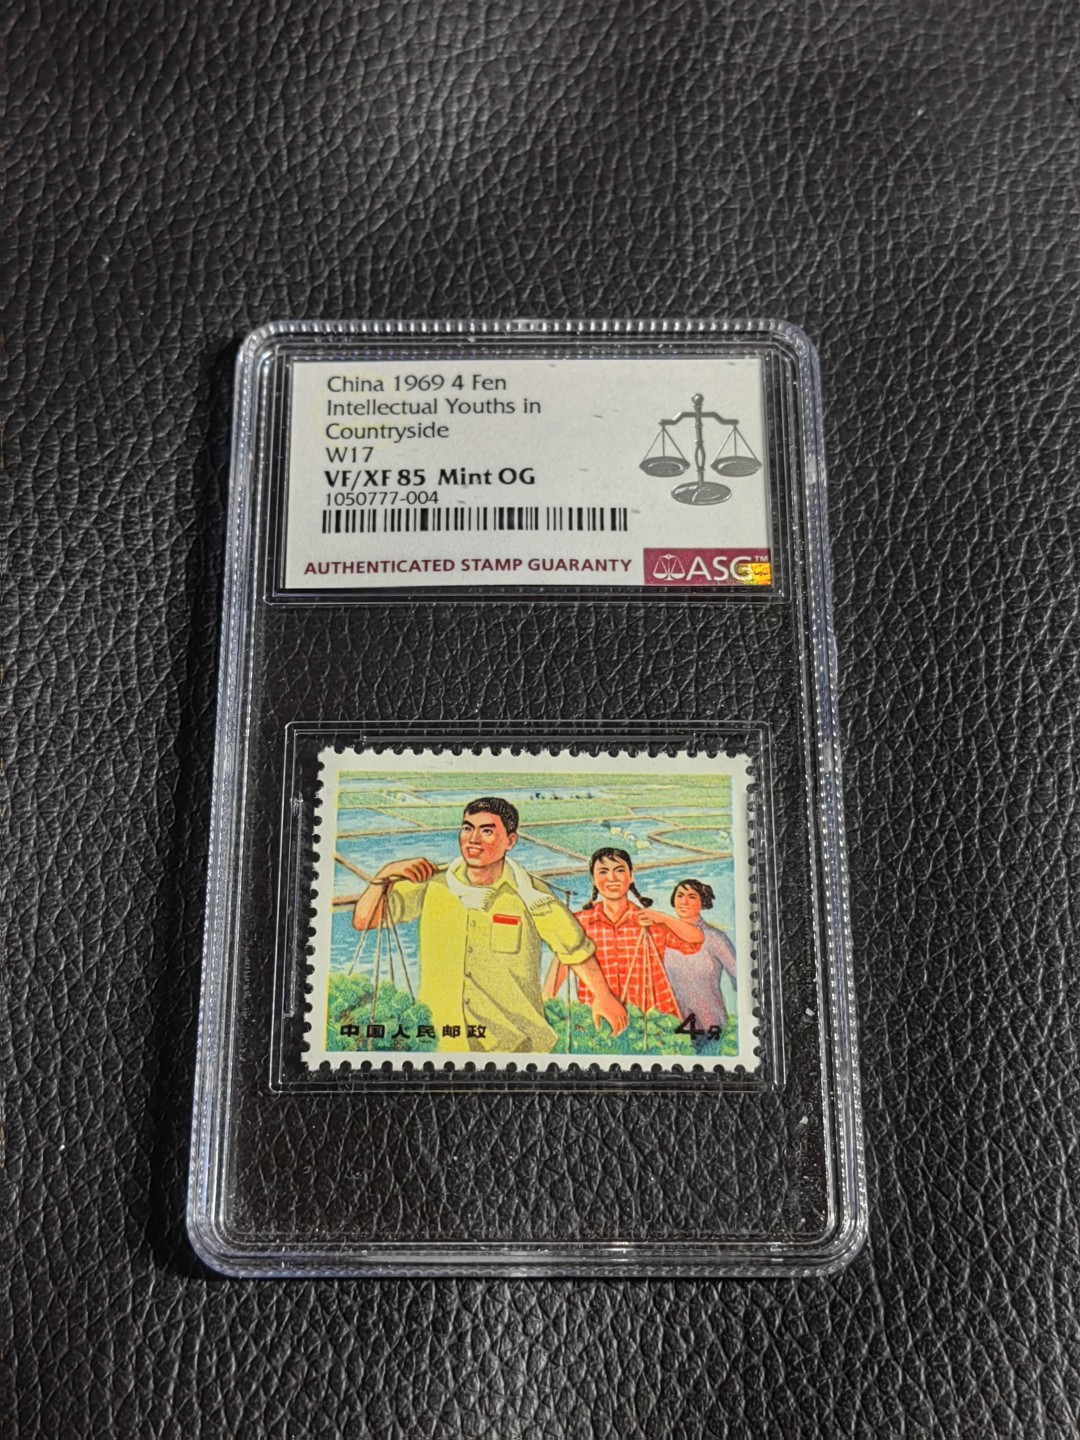 China 1969 4 Fen
Intellectual Youths in
Countryside
W17
VF/XF 85 Mint OG
1050777-004
AUTHENTICATED STAMP GUARANTY
ASG™
中国人民邮政
4分